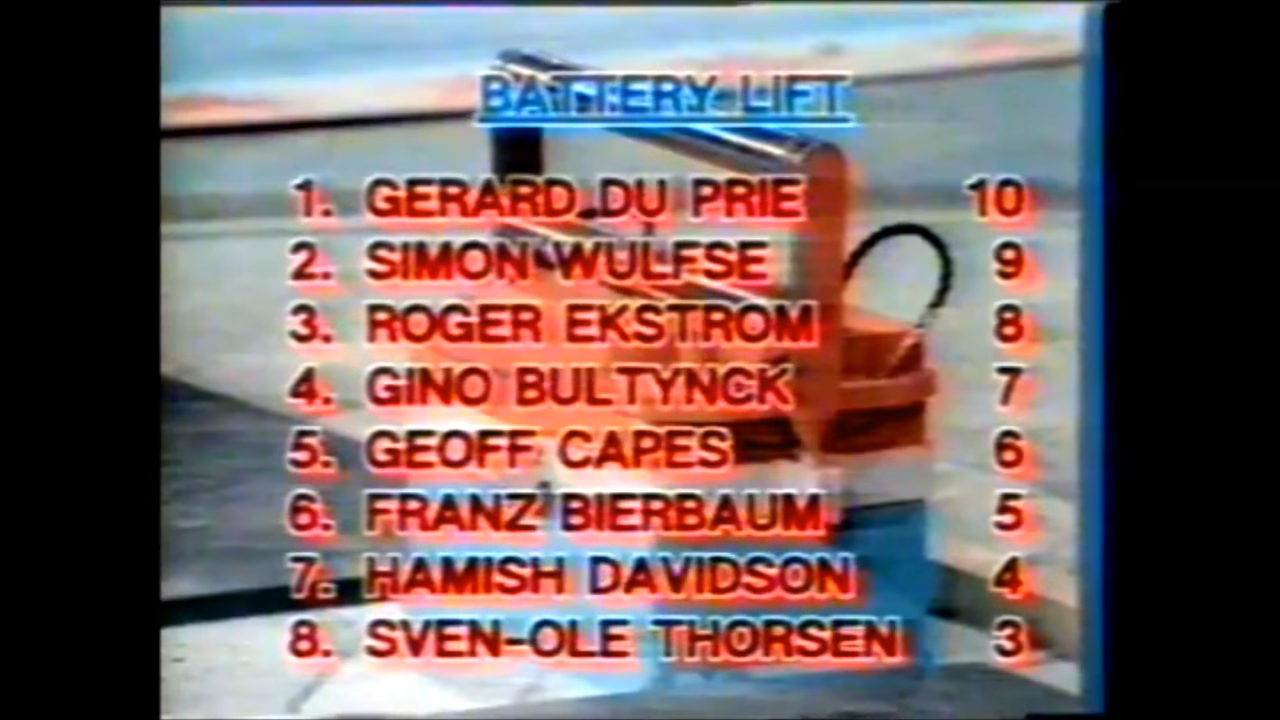 BATTERY LIFT
1. GERARD DU PRIE 10
2. SIMON WULFSE 9
3. ROGER EKSTROM 8
4. GINO BULTYNCK 7
5. GEOFF CAPES 6
6. FRANZ BIERBAUM 5
7. HAMISH DAVIDSON 4
8. SVEN-OLE THORSEN 3